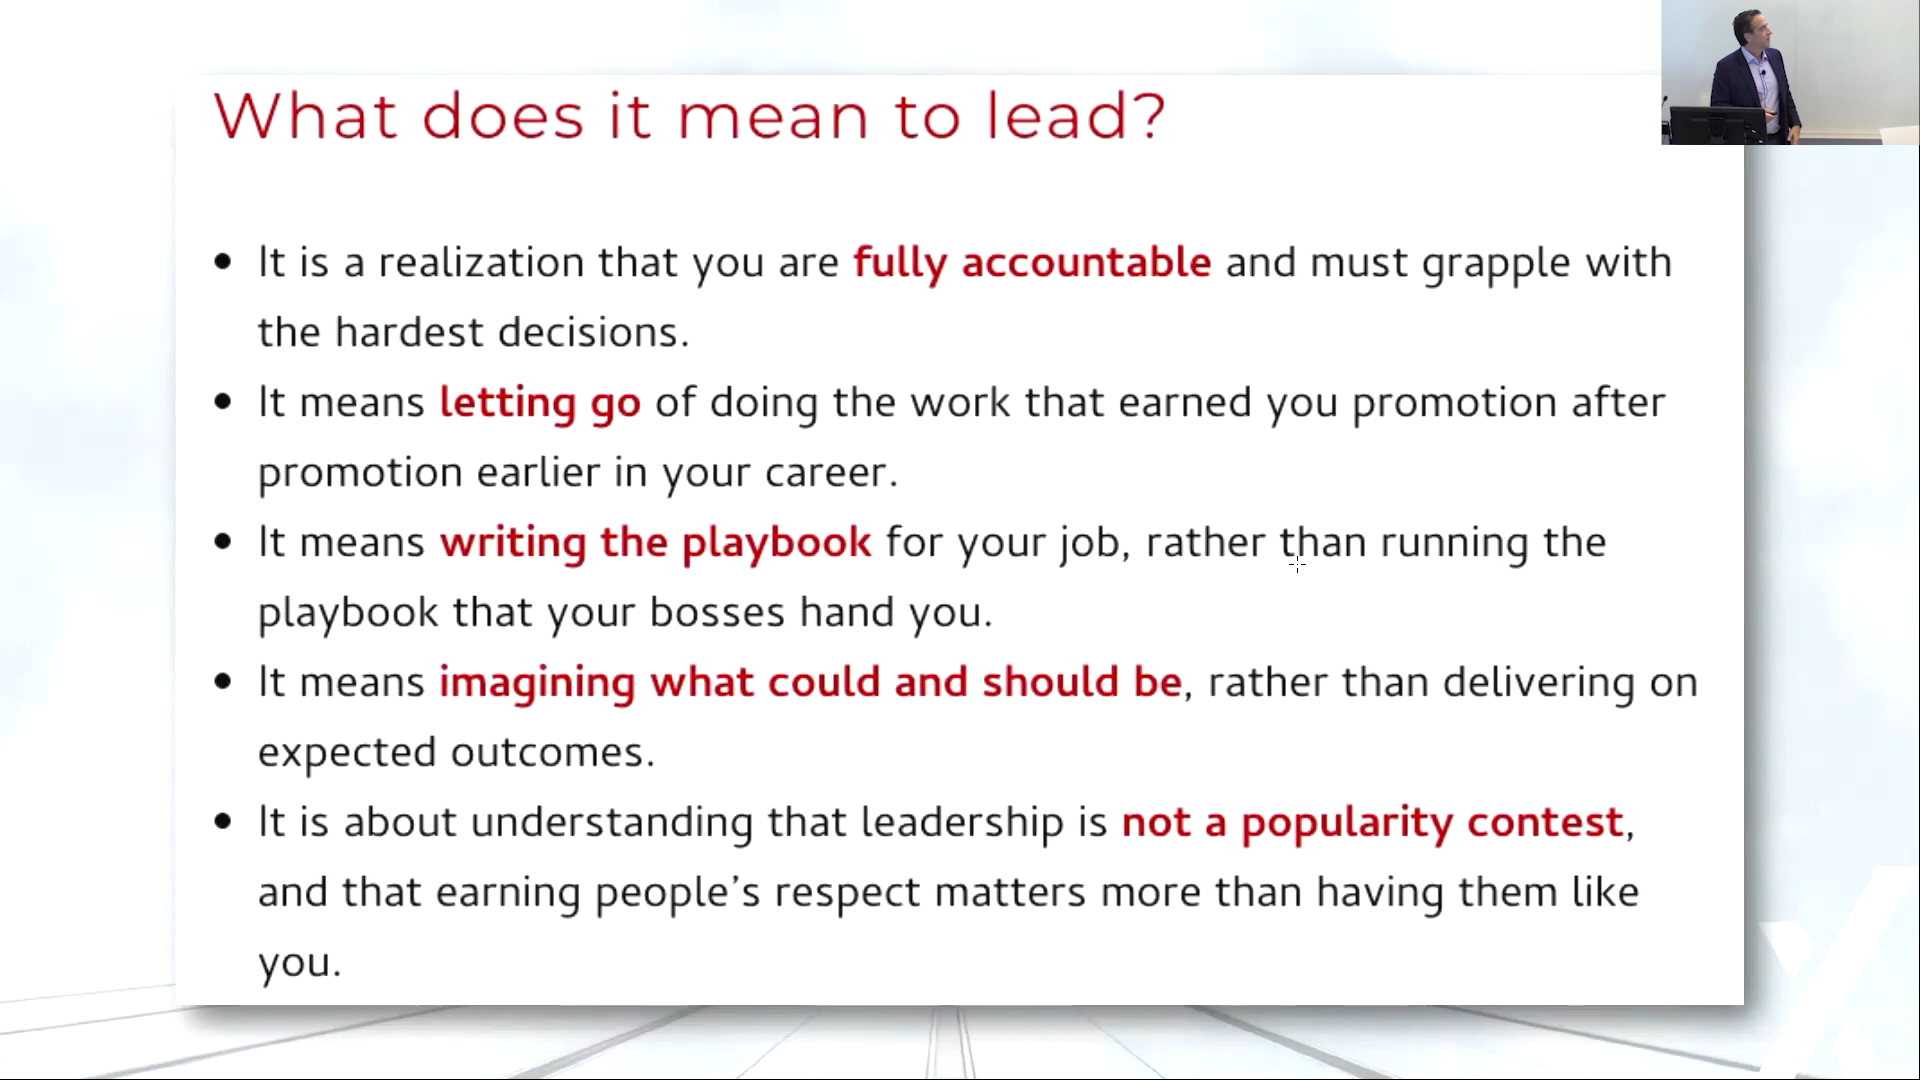 What does it mean to lead?
• It is a realization that you are fully accountable and must grapple with
the hardest decisions.
• It means letting go of doing the work that earned you promotion after
promotion earlier in your career.
• It means writing the playbook for your job, rather than running the
playbook that your bosses hand you.
• It means imagining what could and should be, rather than delivering on
expected outcomes.
• It is about understanding that leadership is not a popularity contest,
and that earning people’s respect matters more than having them like
you.